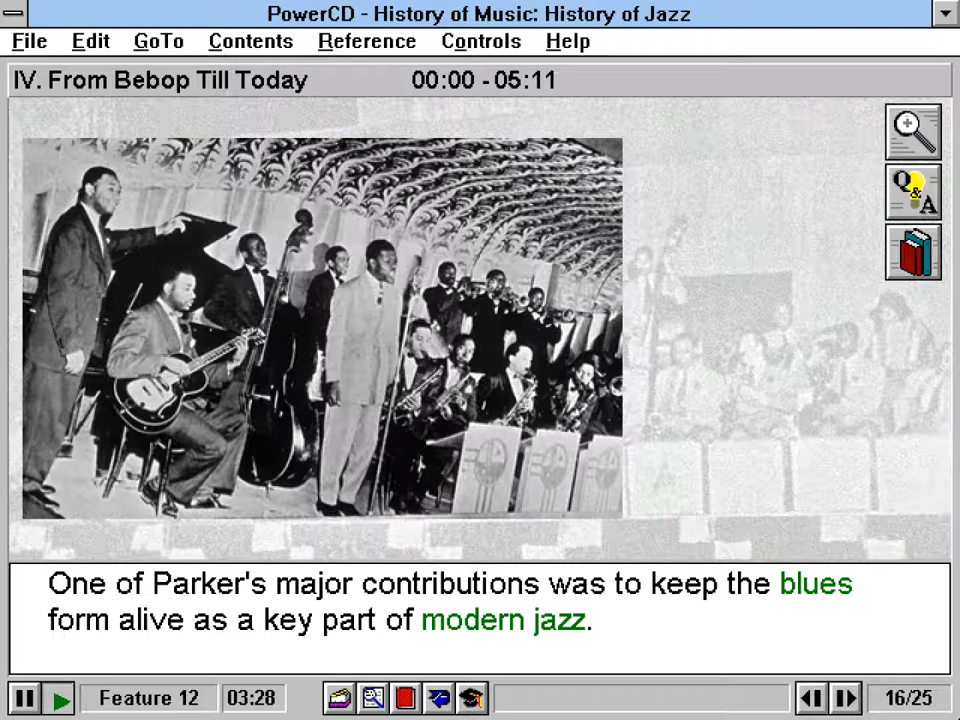 PowerCD - History of Music: History of Jazz
File Edit GoTo Contents Reference Controls Help
IV. From Bebop Till Today 00:00 - 05:11
Q&A
One of Parker's major contributions was to keep the blues
form alive as a key part of modern jazz.
Feature 12 03:28 16/25